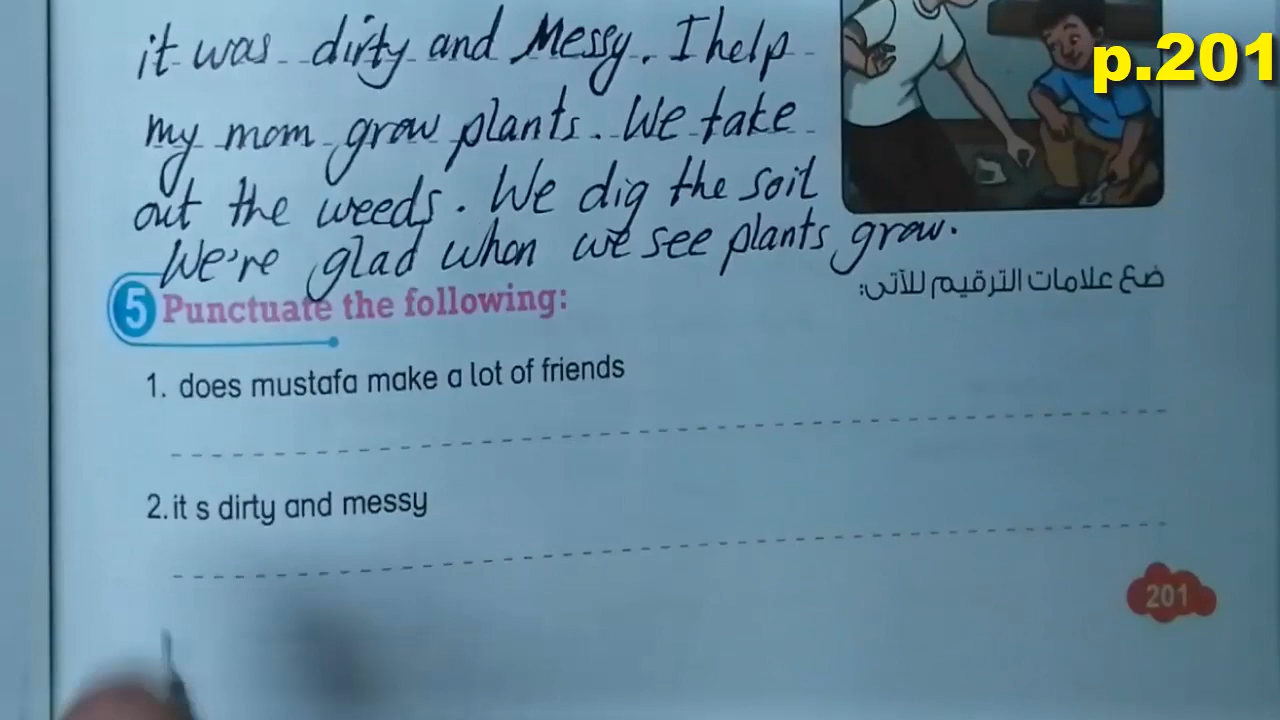 p.201
it was dirty and Messy. I help
my mom grow plants. We take
out the weeds. We dig the soil
We're glad when we see plants grow.
5 Punctuate the following:
ضع علامات الترقيم للآتى:
1. does mustafa make a lot of friends
2. it s dirty and messy
201